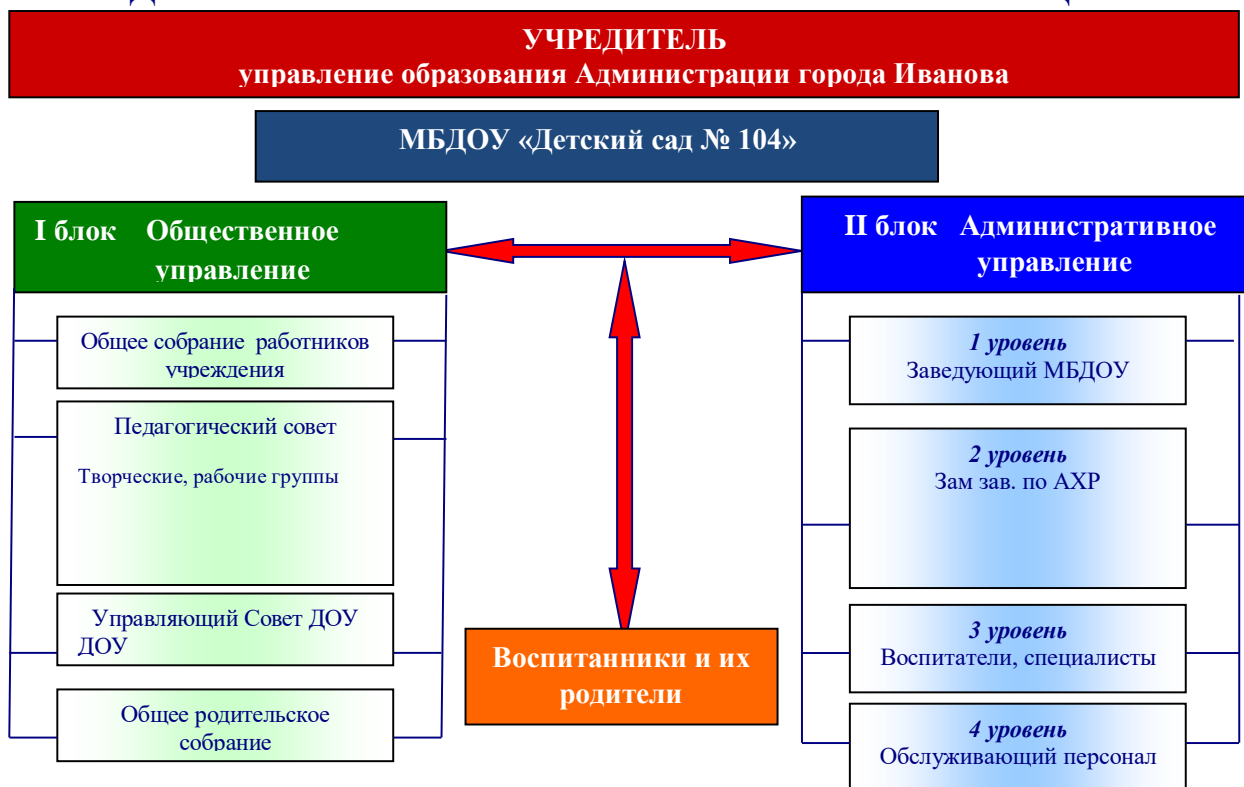 УЧРЕДИТЕЛЬ
управление образования Администрации города Иванова
МБДОУ «Детский сад № 104»
I блок Общественное
управление
Общее собрание работников
учреждения
Педагогический совет
Творческие, рабочие группы
Управляющий Совет ДОУ
ДОУ
Общее родительское
собрание
Воспитанники и их
родители
II блок Административное
управление
1 уровень
Заведующий МБДОУ
2 уровень
Зам зав. по АХР
3 уровень
Воспитатели, специалисты
4 уровень
Обслуживающий персонал